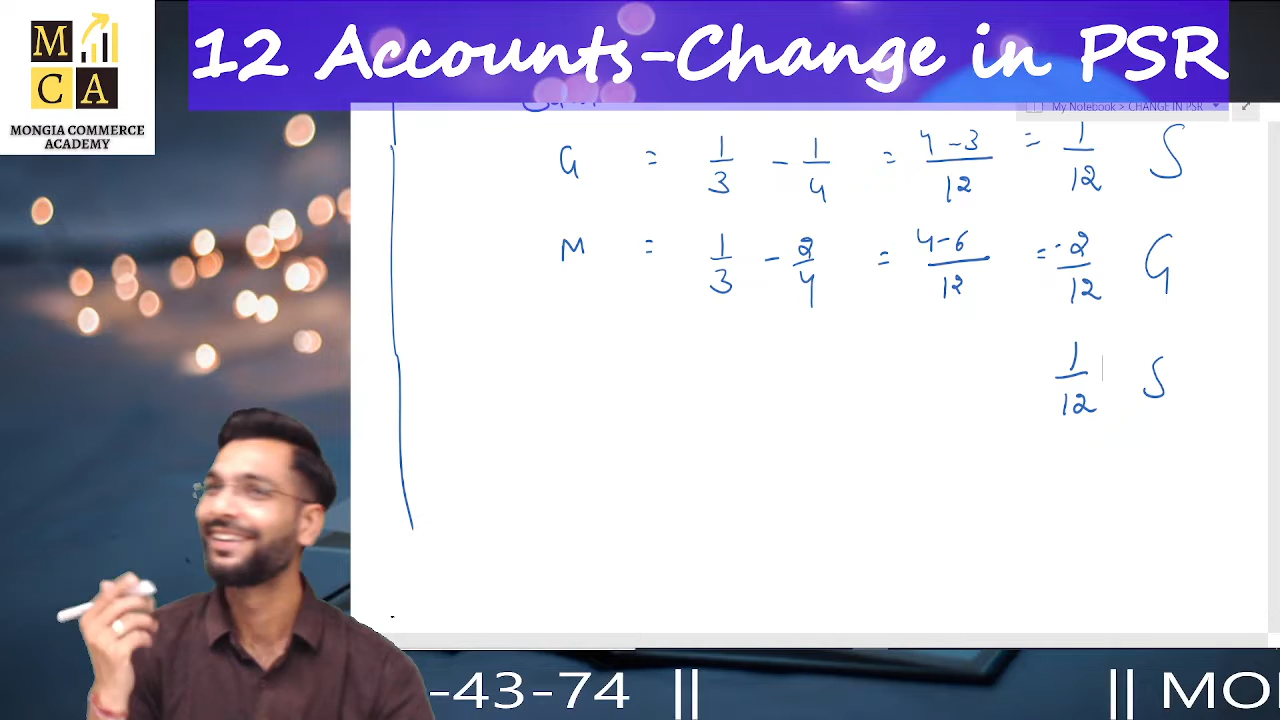 M
C A
MONGIA COMMERCE
ACADEMY
12 Accounts-Change in PSR
My Notebook > CHANGE IN PSR
G = 1/3 - 1/4 = 4-3/12 = 1/12 S
M = 1/3 - 2/4 = 4-6/12 = -2/12 G
1/12 S
-43-74 || || MO